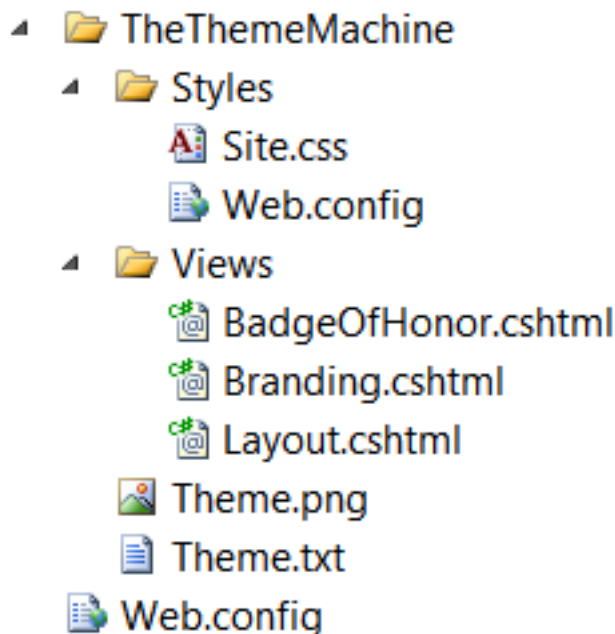 TheThemeMachine
Styles
Site.css
Web.config
Views
BadgeOfHonor.cshtml
Branding.cshtml
Layout.cshtml
Theme.png
Theme.txt
Web.config